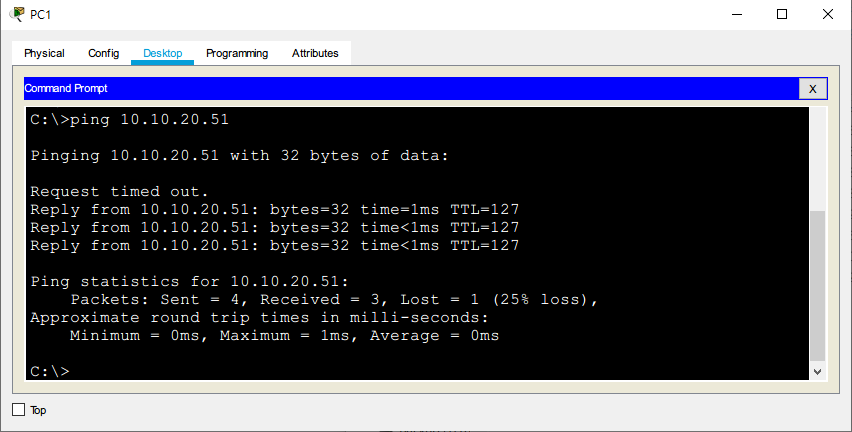 PC1
Physical Config Desktop Programming Attributes
Command Prompt X
C:\>ping 10.10.20.51
Pinging 10.10.20.51 with 32 bytes of data:
Request timed out.
Reply from 10.10.20.51: bytes=32 time=1ms TTL=127
Reply from 10.10.20.51: bytes=32 time<1ms TTL=127
Reply from 10.10.20.51: bytes=32 time<1ms TTL=127
Ping statistics for 10.10.20.51:
    Packets: Sent = 4, Received = 3, Lost = 1 (25% loss),
Approximate round trip times in milli-seconds:
    Minimum = 0ms, Maximum = 1ms, Average = 0ms
C:\>
Top